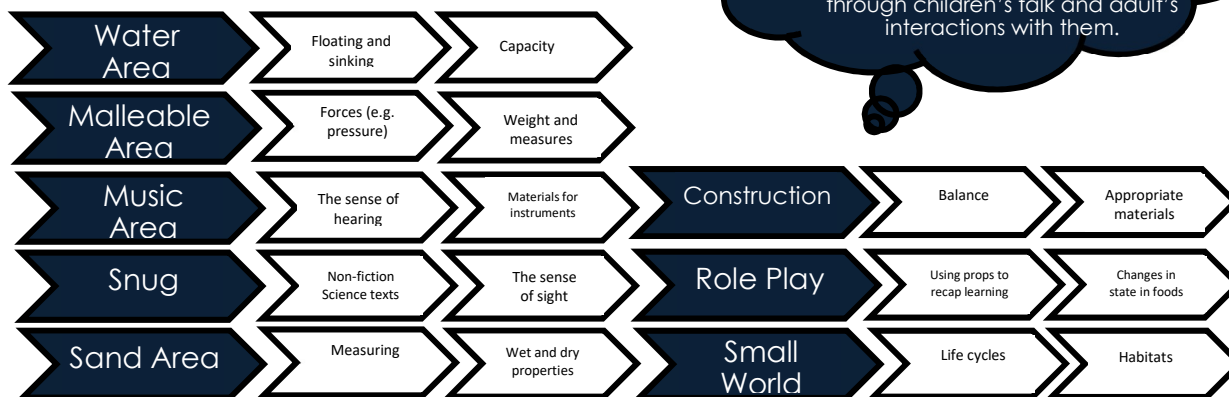 through children's talk and adult's
interactions with them.
Water
Area
Floating and
sinking
Capacity
Malleable
Area
Forces (e.g.
pressure)
Weight and
measures
Music
Area
The sense of
hearing
Materials for
instruments
Construction
Balance
Appropriate
materials
Snug
Non-fiction
Science texts
The sense
of sight
Role Play
Using props to
recap learning
Changes in
state in foods
Sand Area
Measuring
Wet and dry
properties
Small
World
Life cycles
Habitats